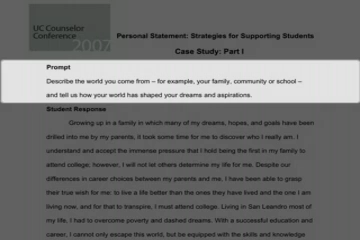 UC Counselor
Conference
2007
Personal Statement: Strategies for Supporting Students
Case Study: Part I
Prompt
Describe the world you come from – for example, your family, community or school –
and tell us how your world has shaped your dreams and aspirations.
Student Response
Growing up in a family in which many of my dreams, hopes, and goals have been
drilled into me by my parents, it took some time for me to discover who I really am. I
understand and accept the immense pressure that I hold being the first in my family to
attend college, however, I will not let others determine my life for me. Despite our
differences in career choices between my parents and me, I have been able to grasp
their true wish for me: to live a better life than the ones they have lived and the one I am
living now, and for that to transpire, I must attend college. Living in San Leandro most of
my life, I had to overcome poverty and dashed dreams. With a successful education and
career, I cannot only escape this world, but be equipped with the skills and knowledge